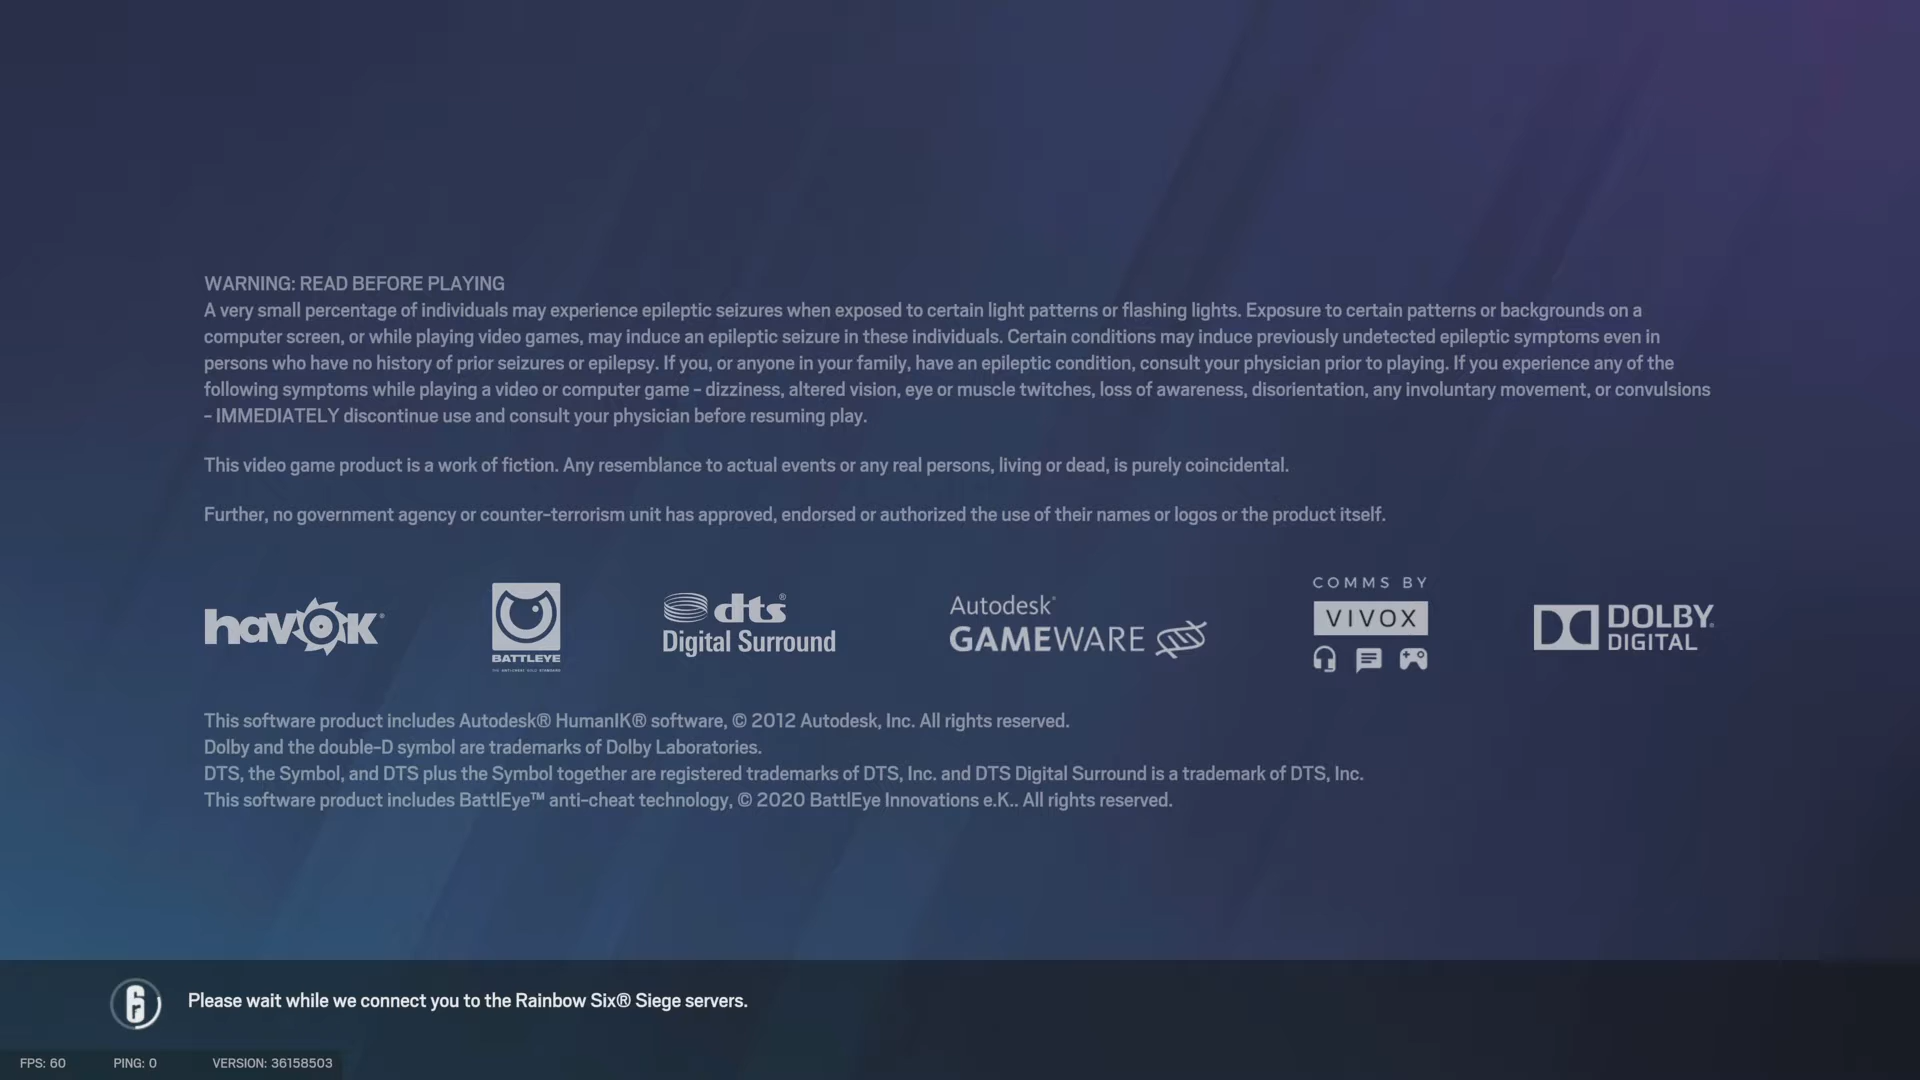 WARNING: READ BEFORE PLAYING
A very small percentage of individuals may experience epileptic seizures when exposed to certain light patterns or flashing lights. Exposure to certain patterns or backgrounds on a
computer screen, or while playing video games, may induce an epileptic seizure in these individuals. Certain conditions may induce previously undetected epileptic symptoms even in
persons who have no history of prior seizures or epilepsy. If you, or anyone in your family, have an epileptic condition, consult your physician prior to playing. If you experience any of the
following symptoms while playing a video or computer game - dizziness, altered vision, eye or muscle twitches, loss of awareness, disorientation, any involuntary movement, or convulsions
- IMMEDIATELY discontinue use and consult your physician before resuming play.
This video game product is a work of fiction. Any resemblance to actual events or any real persons, living or dead, is purely coincidental.
Further, no government agency or counter-terrorism unit has approved, endorsed or authorized the use of their names or logos or the product itself.
havok®
BATTLEYE
dts®
Digital Surround
Autodesk®
GAMEWARE
COMMS BY
VIVOX
DOLBY®
DIGITAL
This software product includes Autodesk® HumanIK® software, © 2012 Autodesk, Inc. All rights reserved.
Dolby and the double-D symbol are trademarks of Dolby Laboratories.
DTS, the Symbol, and DTS plus the Symbol together are registered trademarks of DTS, Inc. and DTS Digital Surround is a trademark of DTS, Inc.
This software product includes BattlEye™ anti-cheat technology, © 2020 BattlEye Innovations e.K.. All rights reserved.
6
Please wait while we connect you to the Rainbow Six® Siege servers.
FPS: 60 PING: 0 VERSION: 36158503